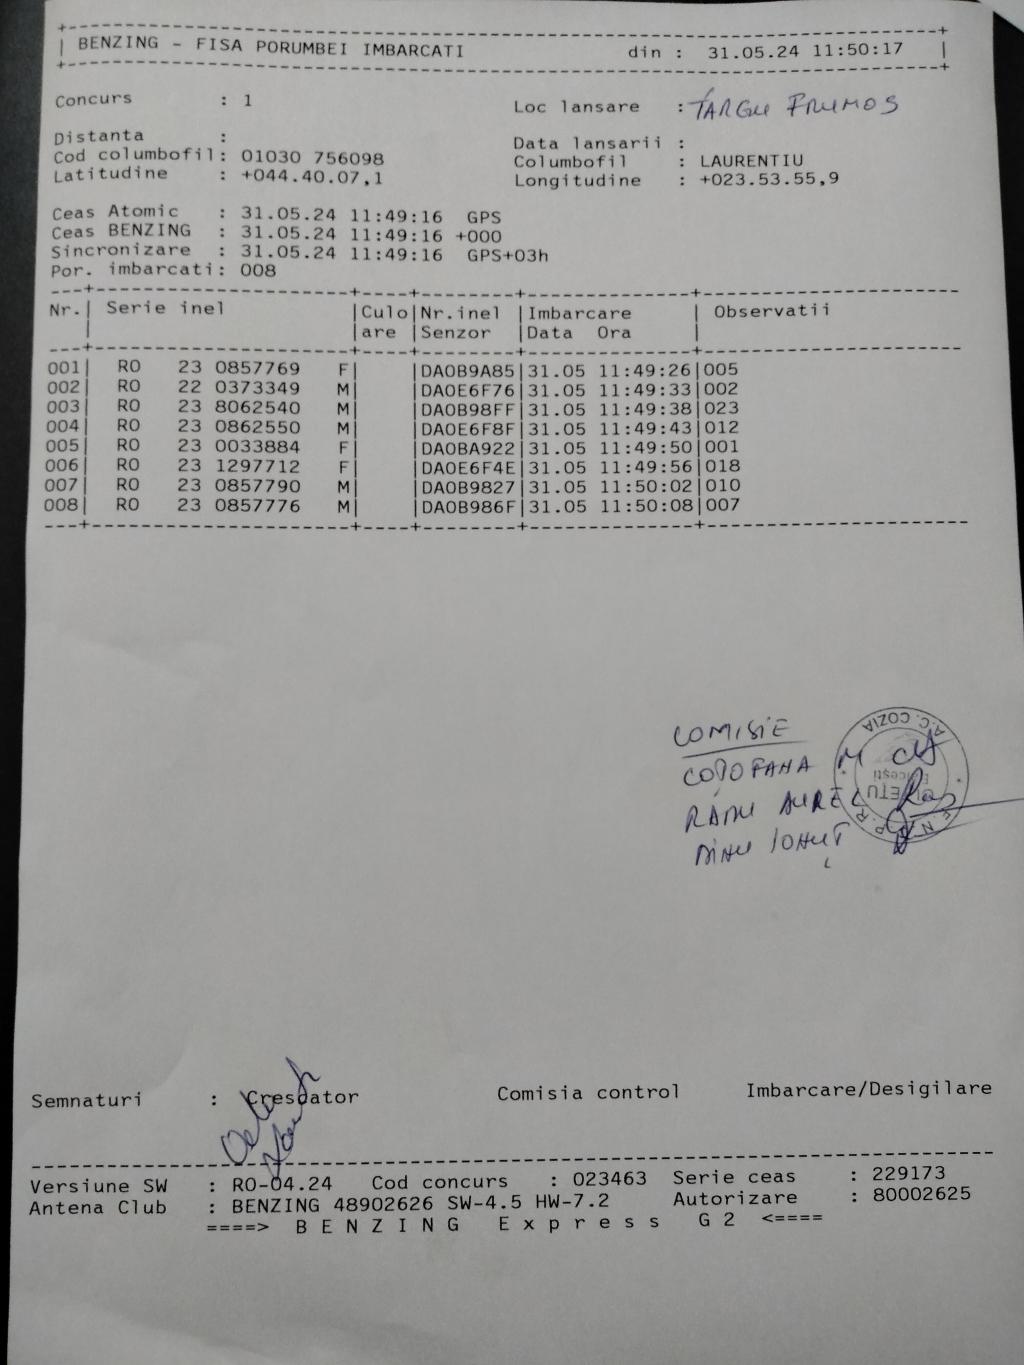 BENZING - FISA PORUMBEI IMBARCATI din : 31.05.24 11:50:17
Concurs : 1 Loc lansare : TÂRGU FRUMOS
Distanta : Data lansarii :
Cod columbofil: 01030 756098 Columbofil : LAURENTIU
Latitudine : +044.40.07,1 Longitudine : +023.53.55,9
Ceas Atomic : 31.05.24 11:49:16 GPS
Ceas BENZING : 31.05.24 11:49:16 +000
Sincronizare : 31.05.24 11:49:16 GPS+03h
Por. imbarcati: 008
Nr.| Serie inel |Culo|Nr.inel |Imbarcare | Observatii
| |are |Senzor |Data Ora |
001| RO 23 0857769 F| |DA0B9A85|31.05 11:49:26|005
002| RO 22 0373349 M| |DA0E6F76|31.05 11:49:33|002
003| RO 23 8062540 M| |DA0B98FF|31.05 11:49:38|023
004| RO 23 0862550 M| |DA0E6F8F|31.05 11:49:43|012
005| RO 23 0033884 F| |DA0BA922|31.05 11:49:50|001
006| RO 23 1297712 F| |DA0E6F4E|31.05 11:49:56|018
007| RO 23 0857790 M| |DA0B9827|31.05 11:50:02|010
008| RO 23 0857776 M| |DA0B986F|31.05 11:50:08|007
COMISIE
M
RADU AUREL
DINU IONUȚ
A.C. COZIA
Semnaturi : Crescator Comisia control Imbarcare/Desigilare
Versiune SW : RO-04.24 Cod concurs : 023463 Serie ceas : 229173
Antena Club : BENZING 48902626 SW-4.5 HW-7.2 Autorizare : 80002625
====> B E N Z I N G E x p r e s s G 2 <====